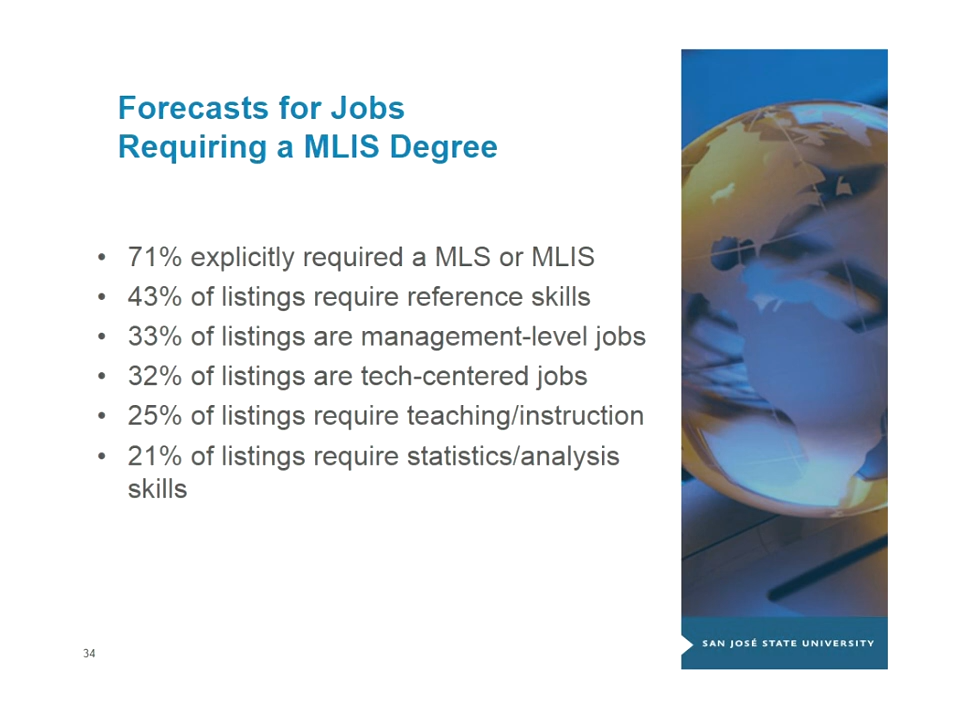 Forecasts for Jobs
Requiring a MLIS Degree
• 71% explicitly required a MLS or MLIS
• 43% of listings require reference skills
• 33% of listings are management-level jobs
• 32% of listings are tech-centered jobs
• 25% of listings require teaching/instruction
• 21% of listings require statistics/analysis
skills
34
SAN JOSÉ STATE UNIVERSITY